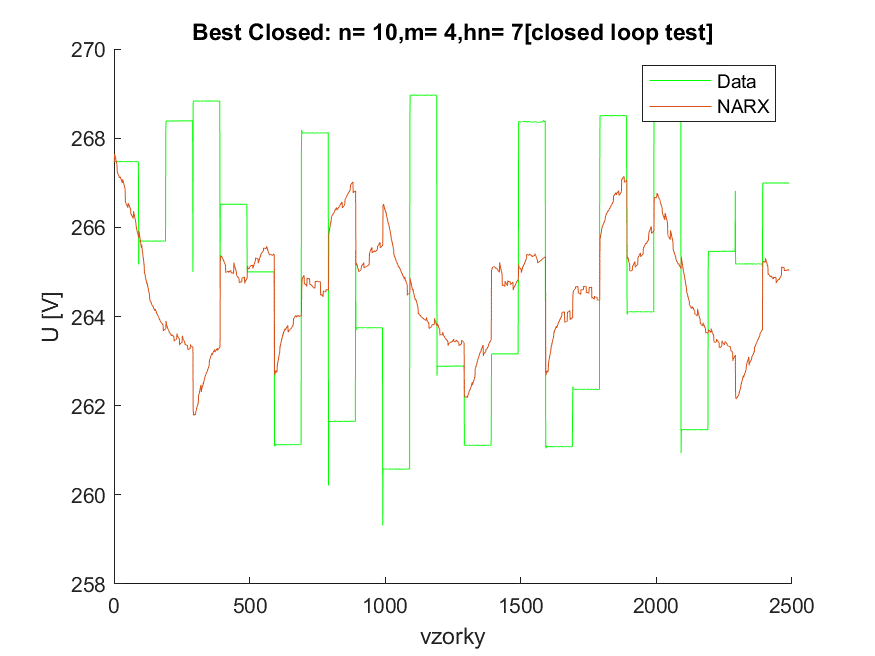 Best Closed: n= 10,m= 4,hn= 7[closed loop test]
270
268
266
264
262
260
258
U [V]
Data
NARX
0
500
1000
1500
2000
2500
vzorky